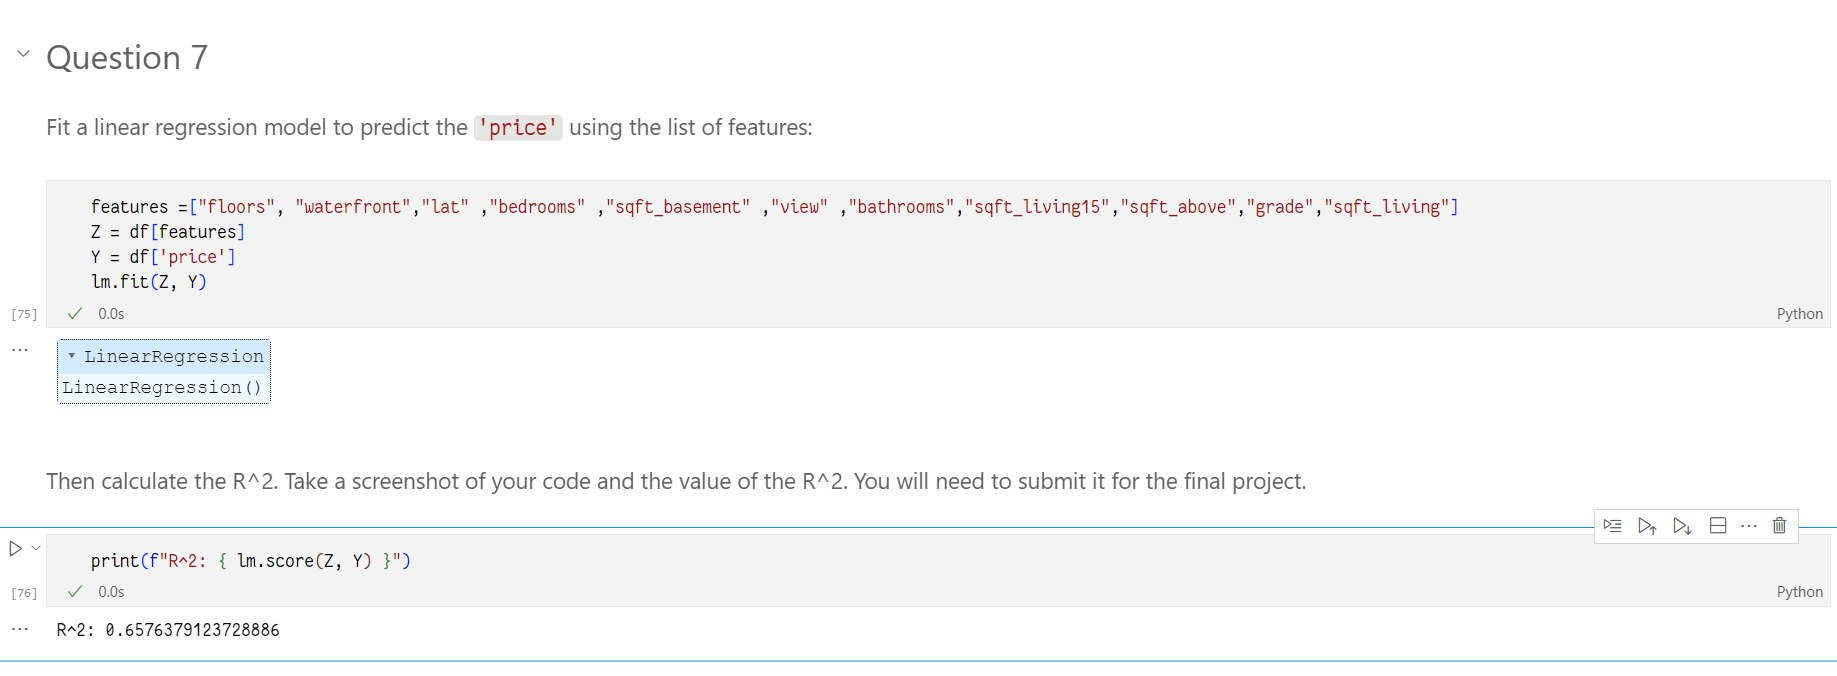 Question 7
Fit a linear regression model to predict the 'price' using the list of features:
features =["floors", "waterfront","lat" ,"bedrooms" ,"sqft_basement" ,"view" ,"bathrooms","sqft_living15","sqft_above","grade","sqft_living"]
Z = df[features]
Y = df['price']
lm.fit(Z, Y)
[75] 0.0s Python
... LinearRegression
LinearRegression()
Then calculate the R^2. Take a screenshot of your code and the value of the R^2. You will need to submit it for the final project.
print(f"R^2: { lm.score(Z, Y) }")
[76] 0.0s Python
... R^2: 0.6576379123728886